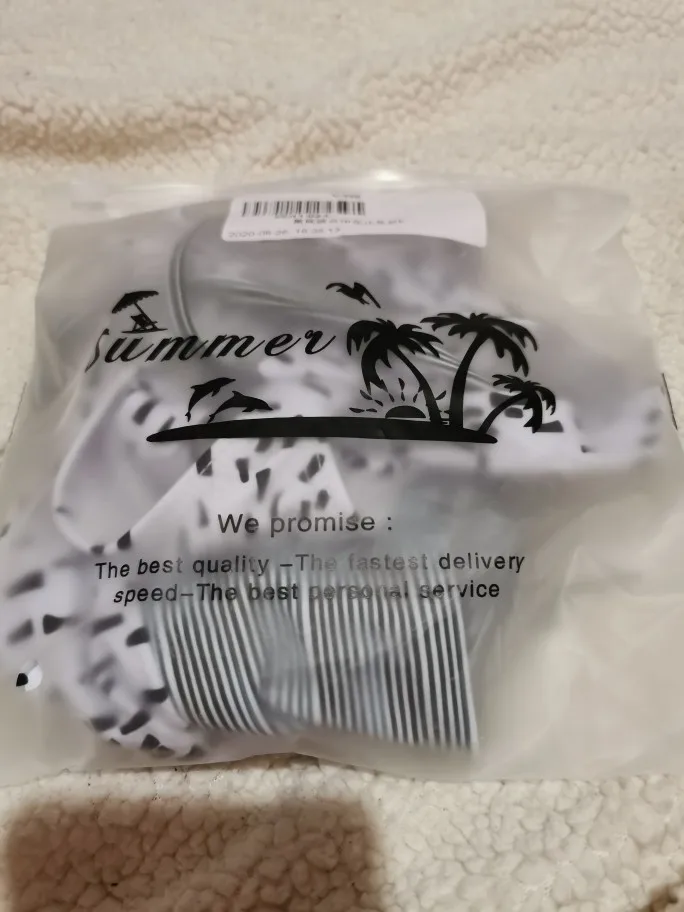 Summer
We promise :
The best quality –The fastest delivery
speed–The best personal service